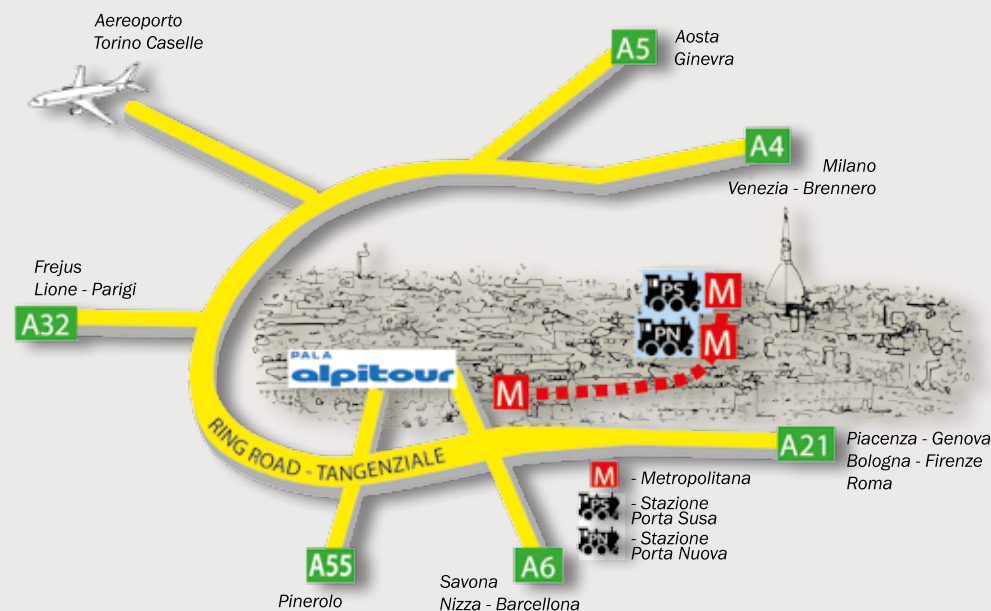 Aereoporto
Torino Caselle
A5
Aosta
Ginevra
A4
Milano
Venezia - Brennero
Frejus
Lione - Parigi
A32
PS
M
PN
M
PALA
alpitour
M
RING ROAD - TANGENZIALE
A21
Piacenza - Genova
Bologna - Firenze
Roma
M
- Metropolitana
PS
- Stazione
Porta Susa
PN
- Stazione
Porta Nuova
A55
Pinerolo
A6
Savona
Nizza - Barcellona